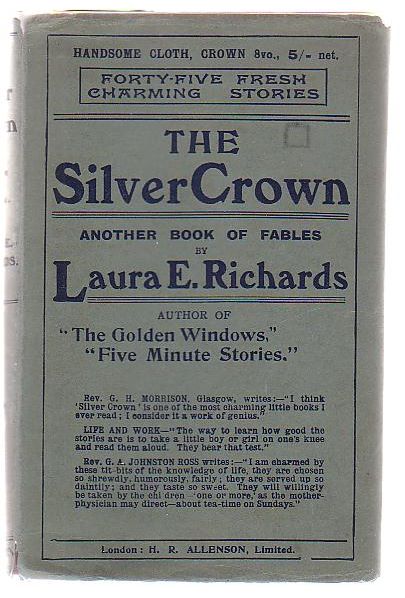 HANDSOME CLOTH, CROWN 8vo., 5/= net.
FORTY-FIVE FRESH
CHARMING STORIES
THE
Silver Crown
ANOTHER BOOK OF FABLES
BY
Laura E. Richards
AUTHOR OF
"The Golden Windows,"
"Five Minute Stories."
Rev. G. H. MORRISON, Glasgow, writes:—"I think
'Silver Crown' is one of the most charming little books I
ever read; I consider it a work of genius."
LIFE AND WORK—"The way to learn how good the
stories are is to take a little boy or girl on one's knee
and read them aloud. They bear that test."
Rev. G. A. JOHNSTON ROSS writes:—"I am charmed by
these tit-bits of the knowledge of life, they are chosen
so shrewdly, humorously, fairly; they are served up so
daintily; and they taste so sweet. They will willingly
be taken by the chi dren 'one or more,' as the mother-
physician may direct—about tea-time on Sundays."
London: H. R. ALLENSON, Limited.